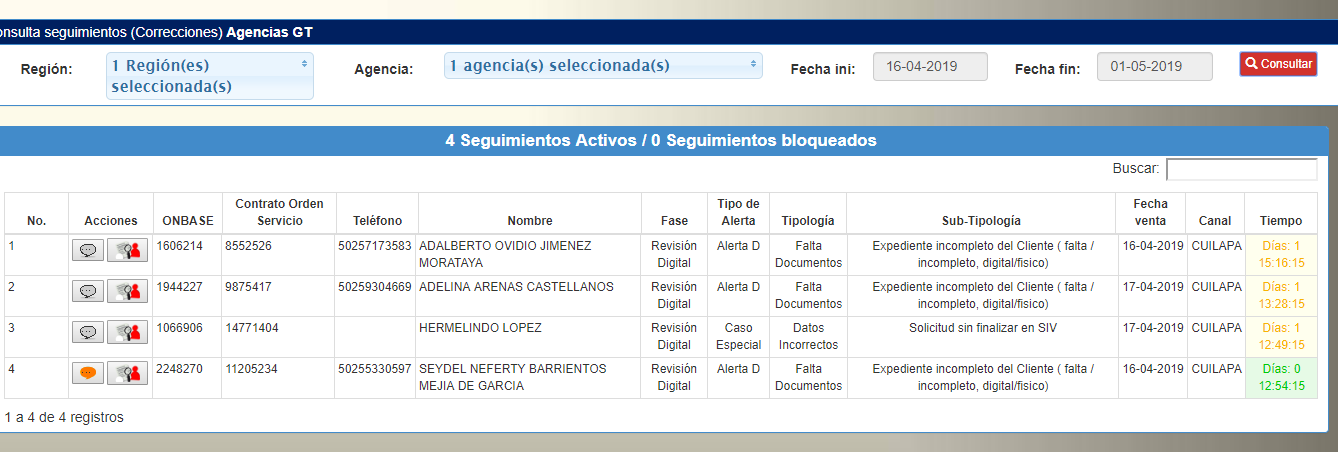 onsulta seguimientos (Correcciones) Agencias GT
Región: 1 Región(es) seleccionada(s) Agencia: 1 agencia(s) seleccionada(s) Fecha ini: 16-04-2019 Fecha fin: 01-05-2019 Consultar
4 Seguimientos Activos / 0 Seguimientos bloqueados
Buscar:
No. Acciones ONBASE Contrato Orden Servicio Teléfono Nombre Fase Tipo de Alerta Tipología Sub-Tipología Fecha venta Canal Tiempo
1 1606214 8552526 50257173583 ADALBERTO OVIDIO JIMENEZ MORATAYA Revisión Digital Alerta D Falta Documentos Expediente incompleto del Cliente ( falta / incompleto, digital/fisico) 16-04-2019 CUILAPA Días: 1 15:16:15
2 1944227 9875417 50259304669 ADELINA ARENAS CASTELLANOS Revisión Digital Alerta D Falta Documentos Expediente incompleto del Cliente ( falta / incompleto, digital/fisico) 17-04-2019 CUILAPA Días: 1 13:28:15
3 1066906 14771404 HERMELINDO LOPEZ Revisión Digital Caso Especial Datos Incorrectos Solicitud sin finalizar en SIV 17-04-2019 CUILAPA Días: 1 12:49:15
4 2248270 11205234 50255330597 SEYDEL NEFERTY BARRIENTOS MEJIA DE GARCIA Revisión Digital Alerta D Falta Documentos Expediente incompleto del Cliente ( falta / incompleto, digital/fisico) 16-04-2019 CUILAPA Días: 0 12:54:15
1 a 4 de 4 registros